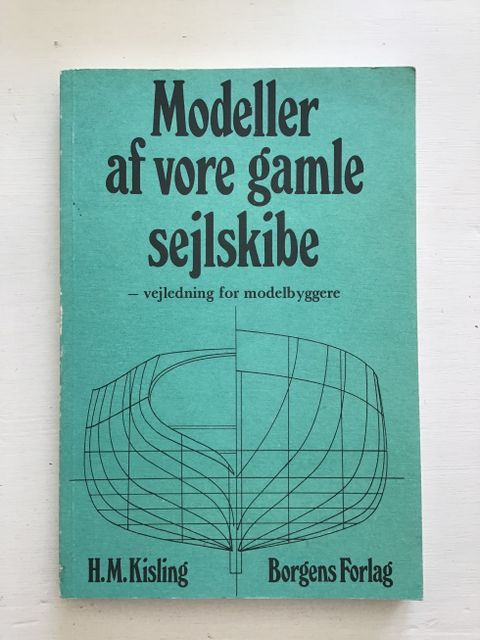 Modeller
af vore gamle
sejlskibe
– vejledning for modelbyggere
H.M.Kisling
Borgens Forlag